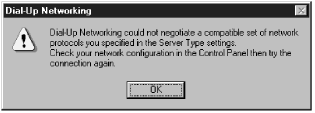 Dial-Up Networking
Dial-Up Networking could not negotiate a compatible set of network
protocols you specified in the Server Type settings.
Check your network configuration in the Control Panel then try the
connection again.
OK